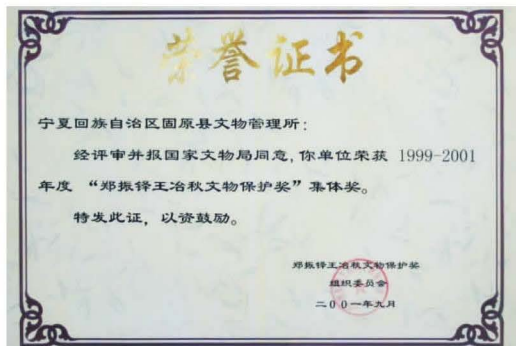 荣誉证书
宁夏回族自治区固原县文物管理所：
经评审并报国家文物局同意，你单位荣获 1999-2001
年度 “郑振铎王冶秋文物保护奖”集体奖。
特发此证，以资鼓励。
郑振铎王冶秋文物保护奖
组织委员会
二00一年九月